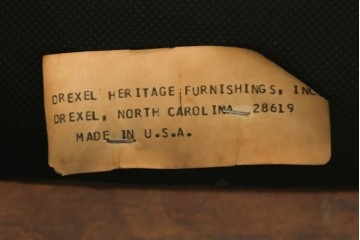 DREXEL HERITAGE FURNISHINGS, INC
DREXEL, NORTH CAROLINA 28619
MADE IN U.S.A.